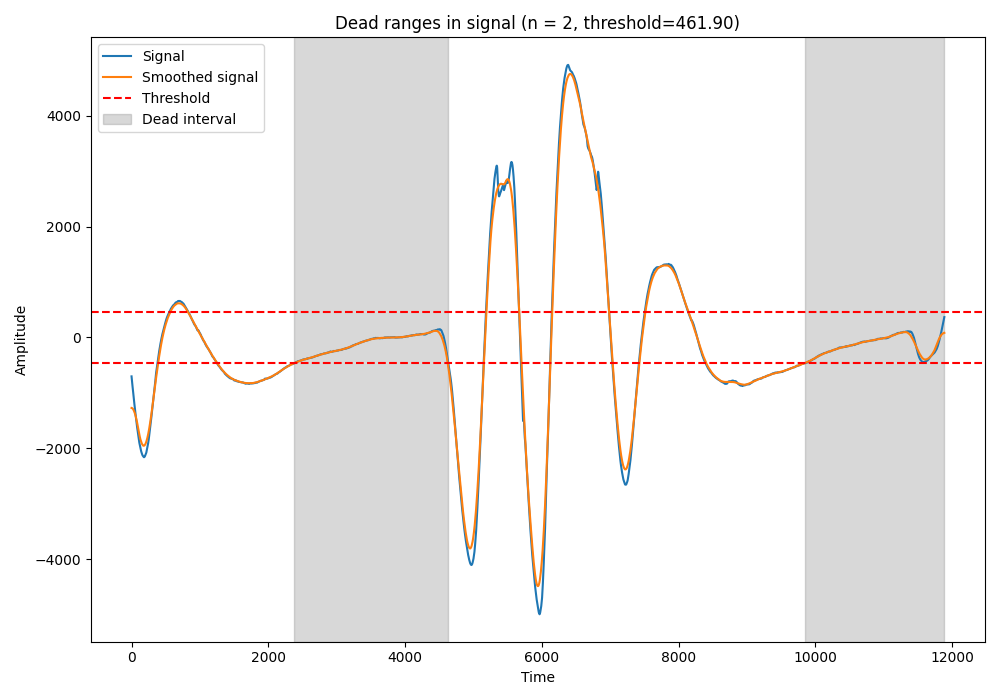 Dead ranges in signal (n = 2, threshold=461.90)
Signal
Smoothed signal
Threshold
Dead interval
Amplitude
4000
2000
0
−2000
−4000
0 2000 4000 6000 8000 10000 12000
Time